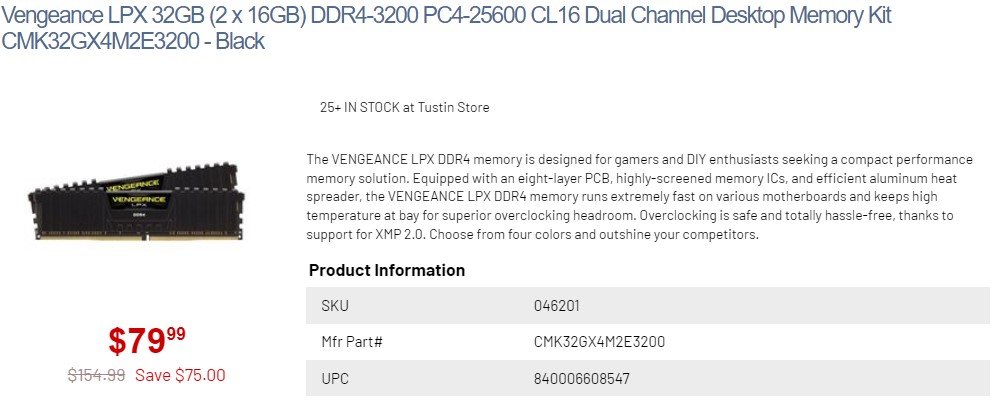 Vengeance LPX 32GB (2 x 16GB) DDR4-3200 PC4-25600 CL16 Dual Channel Desktop Memory Kit
CMK32GX4M2E3200 - Black
25+ IN STOCK at Tustin Store
The VENGEANCE LPX DDR4 memory is designed for gamers and DIY enthusiasts seeking a compact performance
memory solution. Equipped with an eight-layer PCB, highly-screened memory ICs, and efficient aluminum heat
spreader, the VENGEANCE LPX DDR4 memory runs extremely fast on various motherboards and keeps high
temperature at bay for superior overclocking headroom. Overclocking is safe and totally hassle-free, thanks to
support for XMP 2.0. Choose from four colors and outshine your competitors.
VENGEANCE
VENGEANCE
LPX
DDR4
Product Information
SKU 046201
Mfr Part# CMK32GX4M2E3200
UPC 840006608547
$79.99
$154.99 Save $75.00